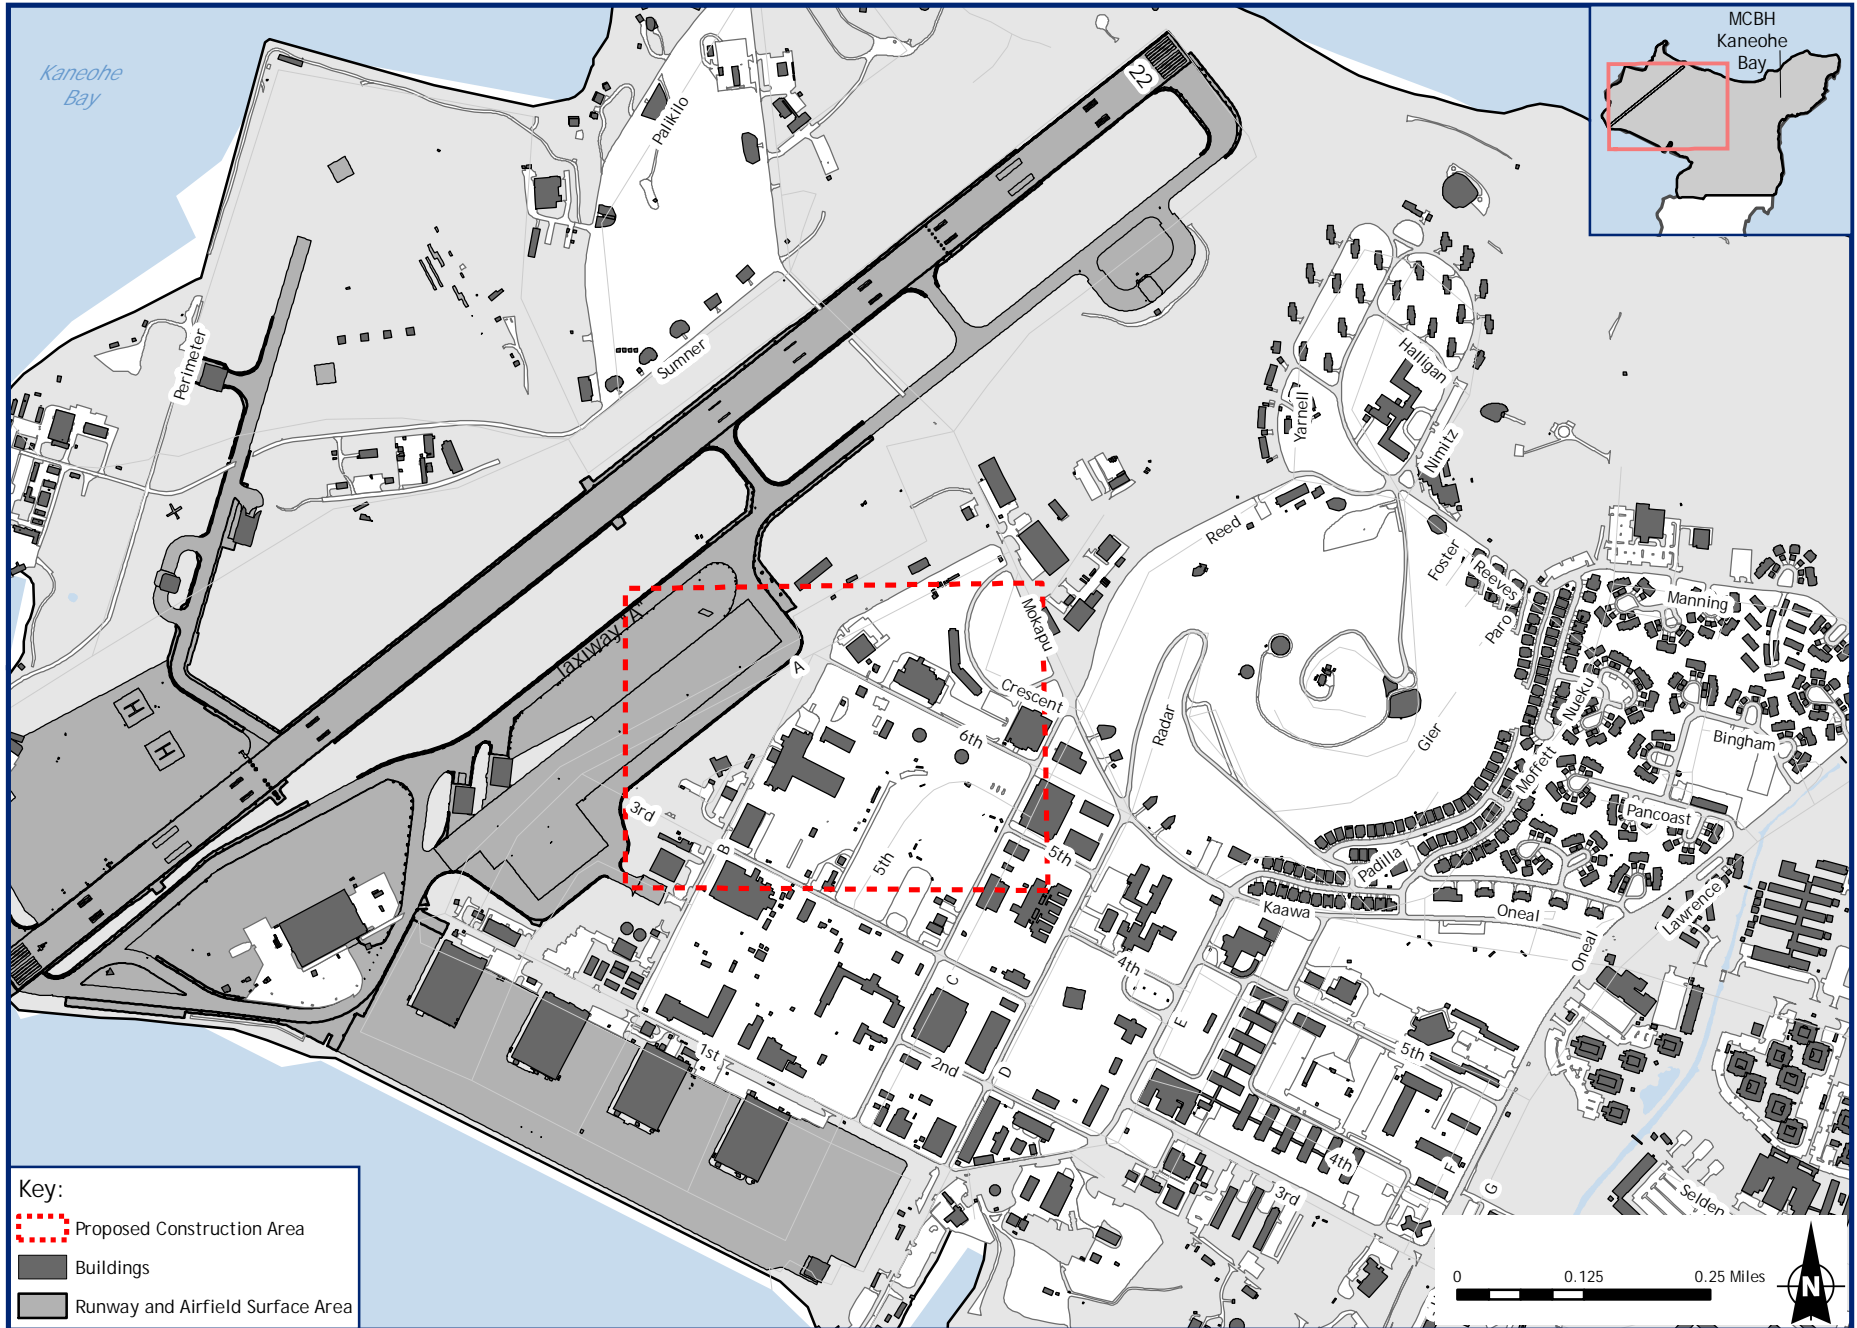 Kaneohe
Bay
MCBH
Kaneohe
Bay
22
Palikilo
Perimeter
Sumner
Halligan
Yarnell
Nimitz
Reed
Foster
Reeves
Paro
Manning
Mokapu
Taxiway "A"
A
Crescent
Radar
Nueku
Gier
Bingham
Moffett
6th
3rd
B
5th
5th
Pancoast
Padilla
Kaawa
Oneal
Lawrence
Oneal
4
C
4th
E
1st
2nd
D
5th
4th
F
3rd
G
Selden
H
H
Key:
Proposed Construction Area
Buildings
Runway and Airfield Surface Area
0 0.125 0.25 Miles
N